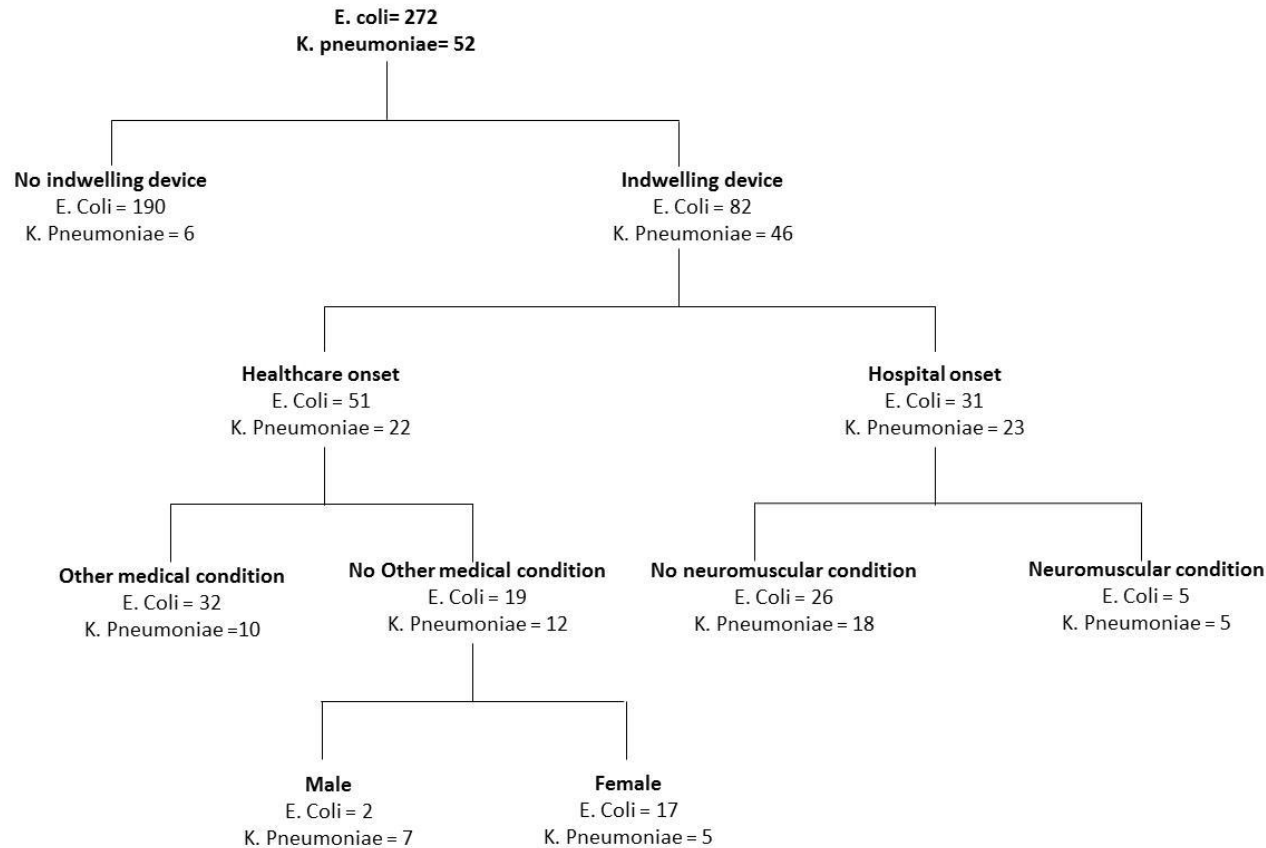 E. coli= 272
K. pneumoniae= 52
No indwelling device
E. Coli = 190
K. Pneumoniae = 6
Indwelling device
E. Coli = 82
K. Pneumoniae = 46
Healthcare onset
E. Coli = 51
K. Pneumoniae = 22
Hospital onset
E. Coli = 31
K. Pneumoniae = 23
Other medical condition
E. Coli = 32
K. Pneumoniae =10
No Other medical condition
E. Coli = 19
K. Pneumoniae = 12
No neuromuscular condition
E. Coli = 26
K. Pneumoniae = 18
Neuromuscular condition
E. Coli = 5
K. Pneumoniae = 5
Male
E. Coli = 2
K. Pneumoniae = 7
Female
E. Coli = 17
K. Pneumoniae = 5